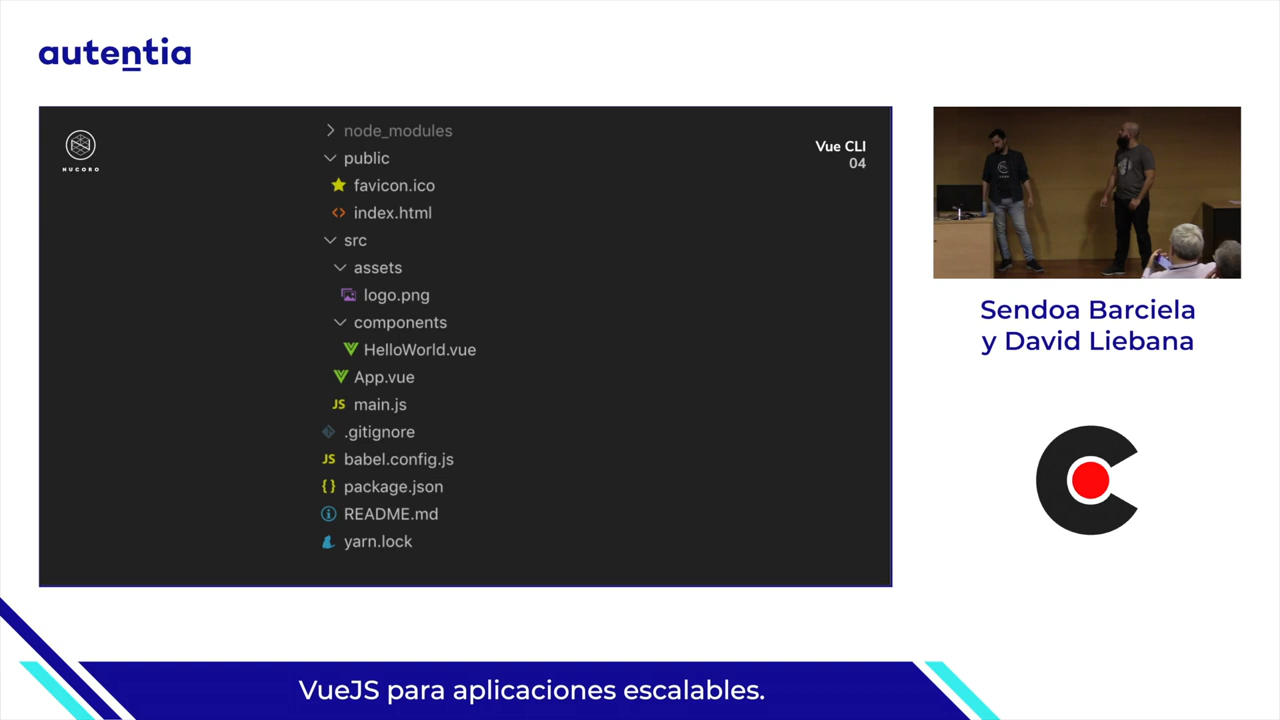 autentia
NUCORO
Vue CLI
04
node_modules
public
favicon.ico
index.html
src
assets
logo.png
components
HelloWorld.vue
App.vue
JS main.js
.gitignore
JS babel.config.js
{ } package.json
README.md
yarn.lock
Sendoa Barciela
y David Liebana
VueJS para aplicaciones escalables.